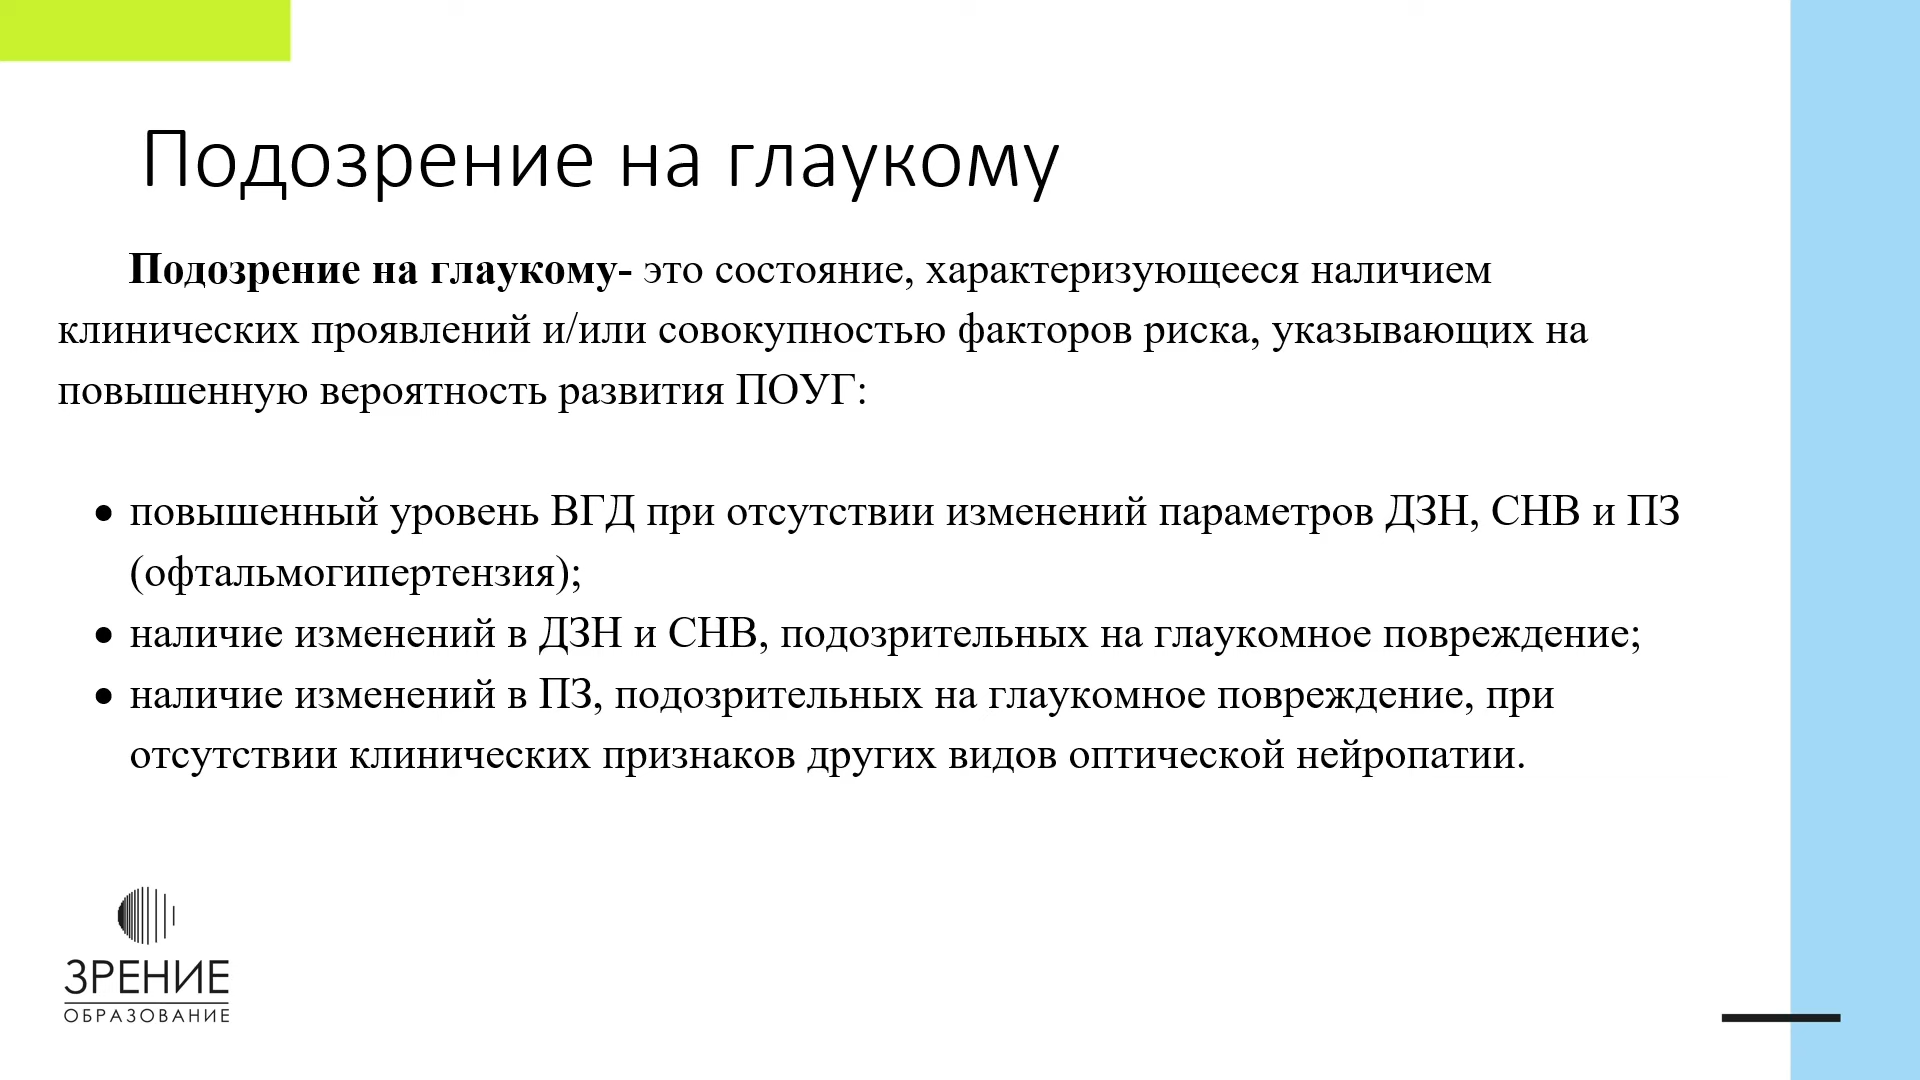 Подозрение на глаукому
Подозрение на глаукому- это состояние, характеризующееся наличием
клинических проявлений и/или совокупностью факторов риска, указывающих на
повышенную вероятность развития ПОУГ:
• повышенный уровень ВГД при отсутствии изменений параметров ДЗН, СНВ и ПЗ
(офтальмогипертензия);
• наличие изменений в ДЗН и СНВ, подозрительных на глаукомное повреждение;
• наличие изменений в ПЗ, подозрительных на глаукомное повреждение, при
отсутствии клинических признаков других видов оптической нейропатии.
ЗРЕНИЕ
ОБРАЗОВАНИЕ